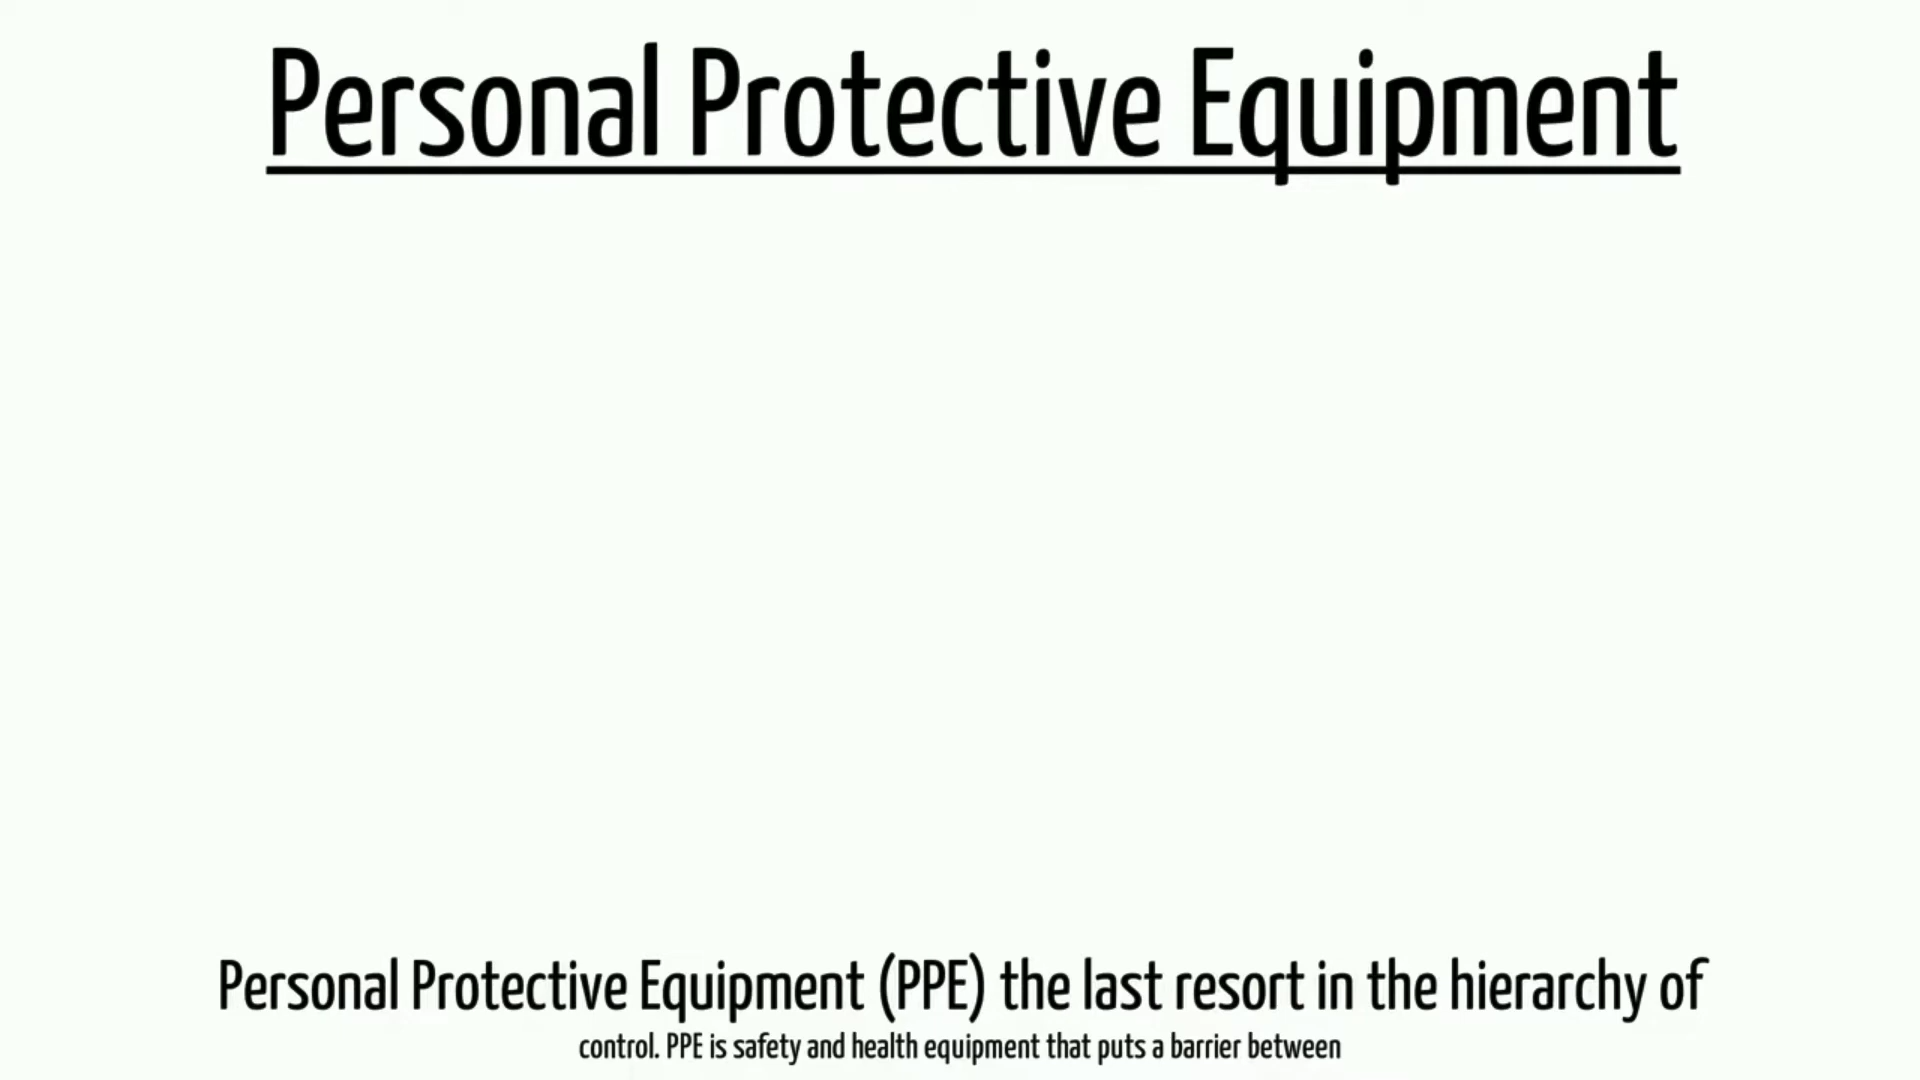 Personal Protective Equipment
Personal Protective Equipment (PPE) the last resort in the hierarchy of
control. PPE is safety and health equipment that puts a barrier between